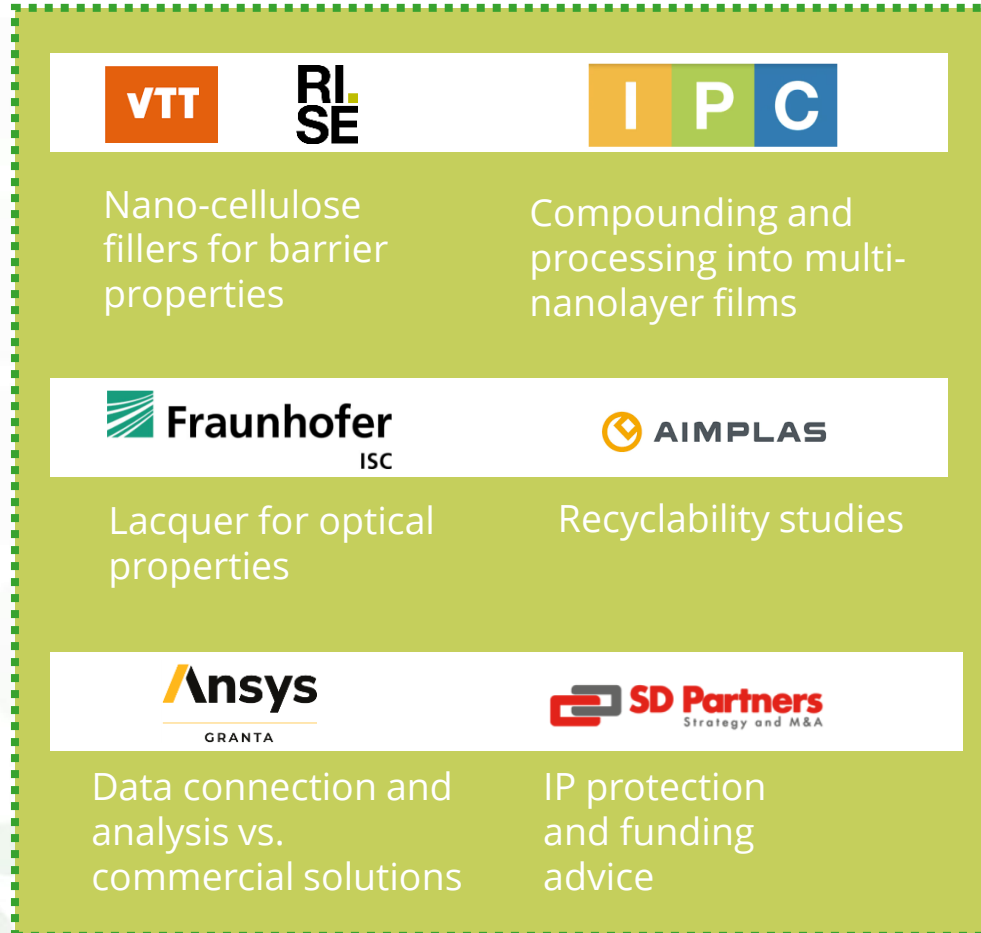 VTT
RI.
SE
I P C
Nano-cellulose
fillers for barrier
properties
Compounding and
processing into multi-
nanolayer films
Fraunhofer
ISC
AIMPLAS
Lacquer for optical
properties
Recyclability studies
Ansys
GRANTA
SD Partners
Strategy and M&A
Data connection and
analysis vs.
commercial solutions
IP protection
and funding
advice